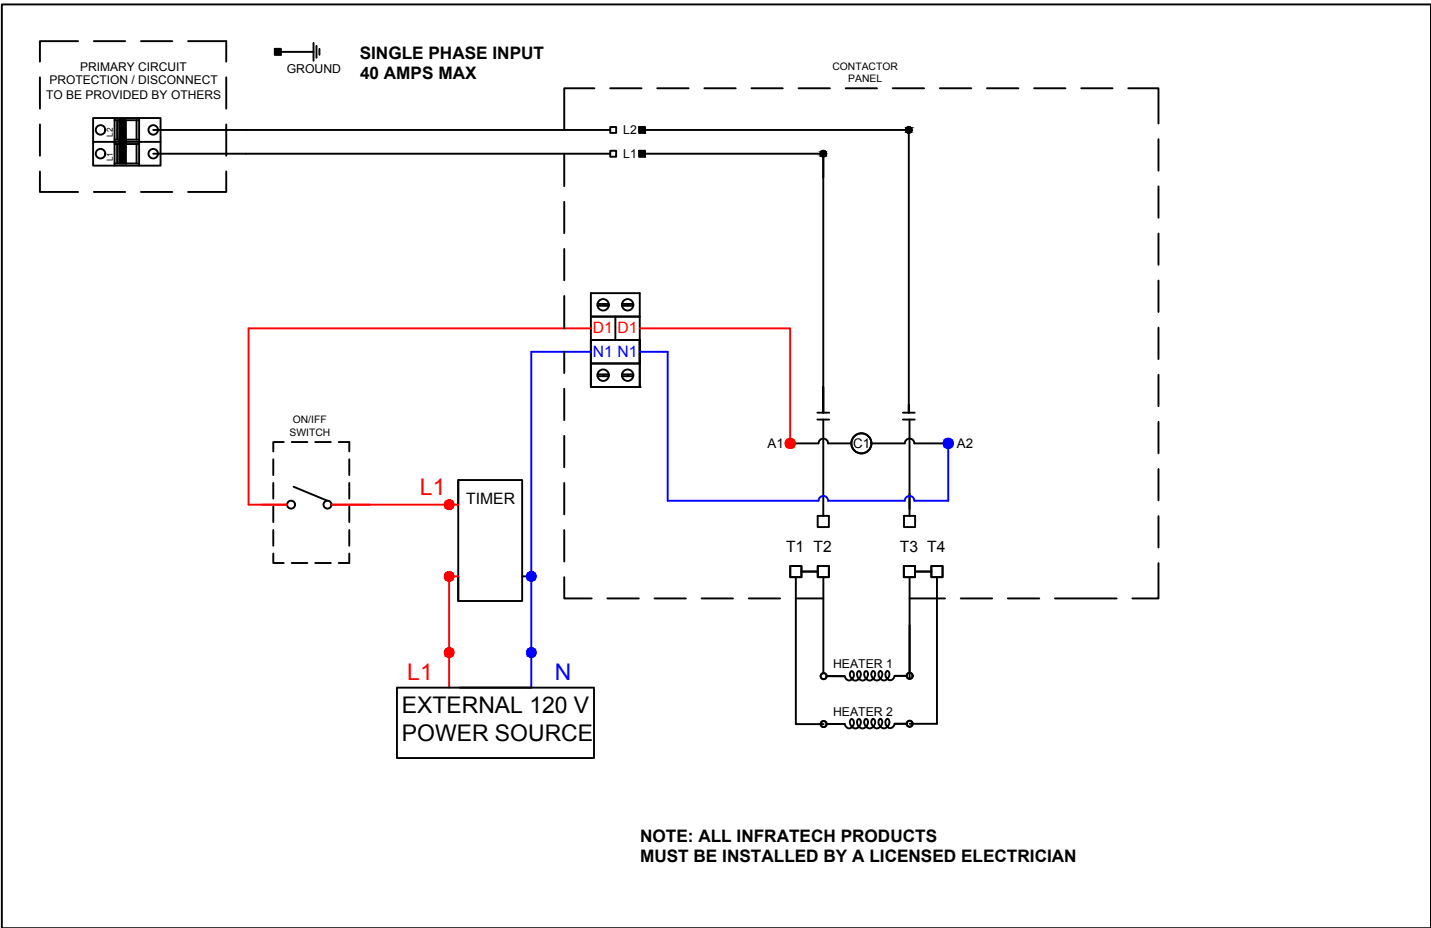 PRIMARY CIRCUIT
PROTECTION / DISCONNECT
TO BE PROVIDED BY OTHERS
L2
L1
GROUND
SINGLE PHASE INPUT
40 AMPS MAX
CONTACTOR
PANEL
L2
L1
D1 D1
N1 N1
ON/IFF
SWITCH
A1
C1
A2
L1
TIMER
T1 T2
T3 T4
L1
N
EXTERNAL 120 V
POWER SOURCE
HEATER 1
HEATER 2
NOTE: ALL INFRATECH PRODUCTS
MUST BE INSTALLED BY A LICENSED ELECTRICIAN